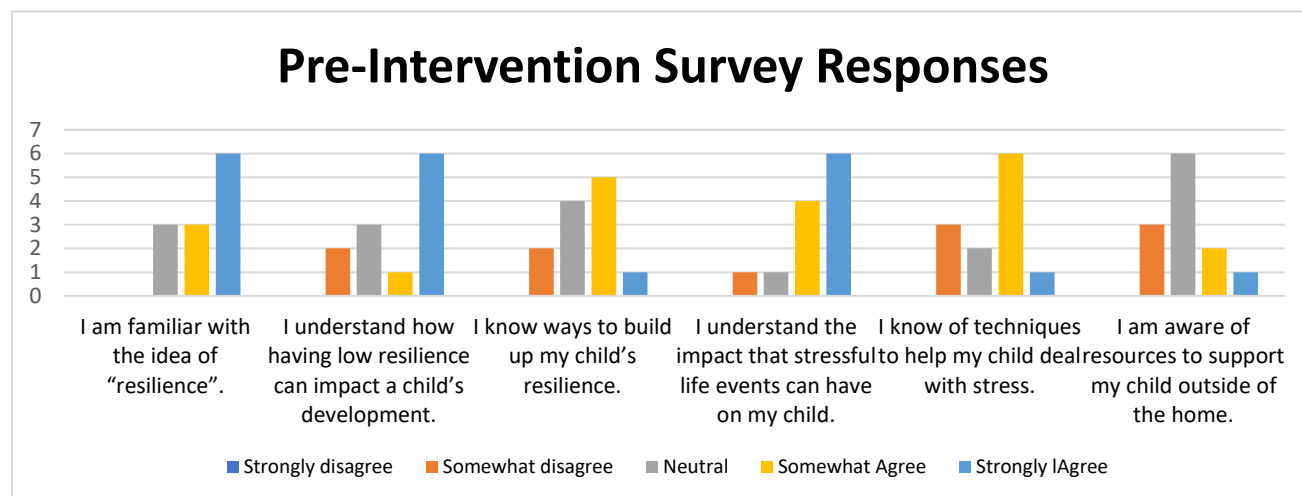 Pre-Intervention Survey Responses
7
6
5
4
3
2
1
0
I am familiar with
the idea of
“resilience”.
I understand how
having low resilience
can impact a child’s
development.
I know ways to build
up my child’s
resilience.
I understand the
impact that stressful
life events can have
on my child.
I know of techniques
to help my child deal
with stress.
I am aware of
resources to support
my child outside of
the home.
Strongly disagree
Somewhat disagree
Neutral
Somewhat Agree
Strongly lAgree